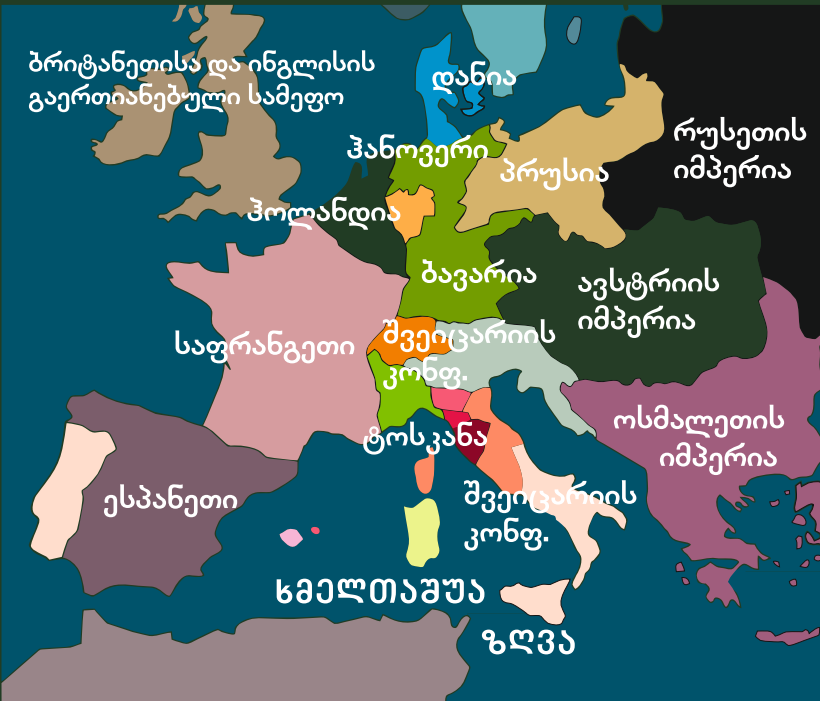 ბრიტანეთისა და ინგლისის
გაერთიანებული სამეფო
დანია
ჰანოვერი
პრუსია
რუსეთის
იმპერია
ჰოლანდია
ბავარია
ავსტრიის
იმპერია
საფრანგეთი
შვეიცარიის
კონფ.
ტოსკანა
ოსმალეთის
იმპერია
ესპანეთი
შვეიცარიის
კონფ.
ხმელთაშუა
ზღვა